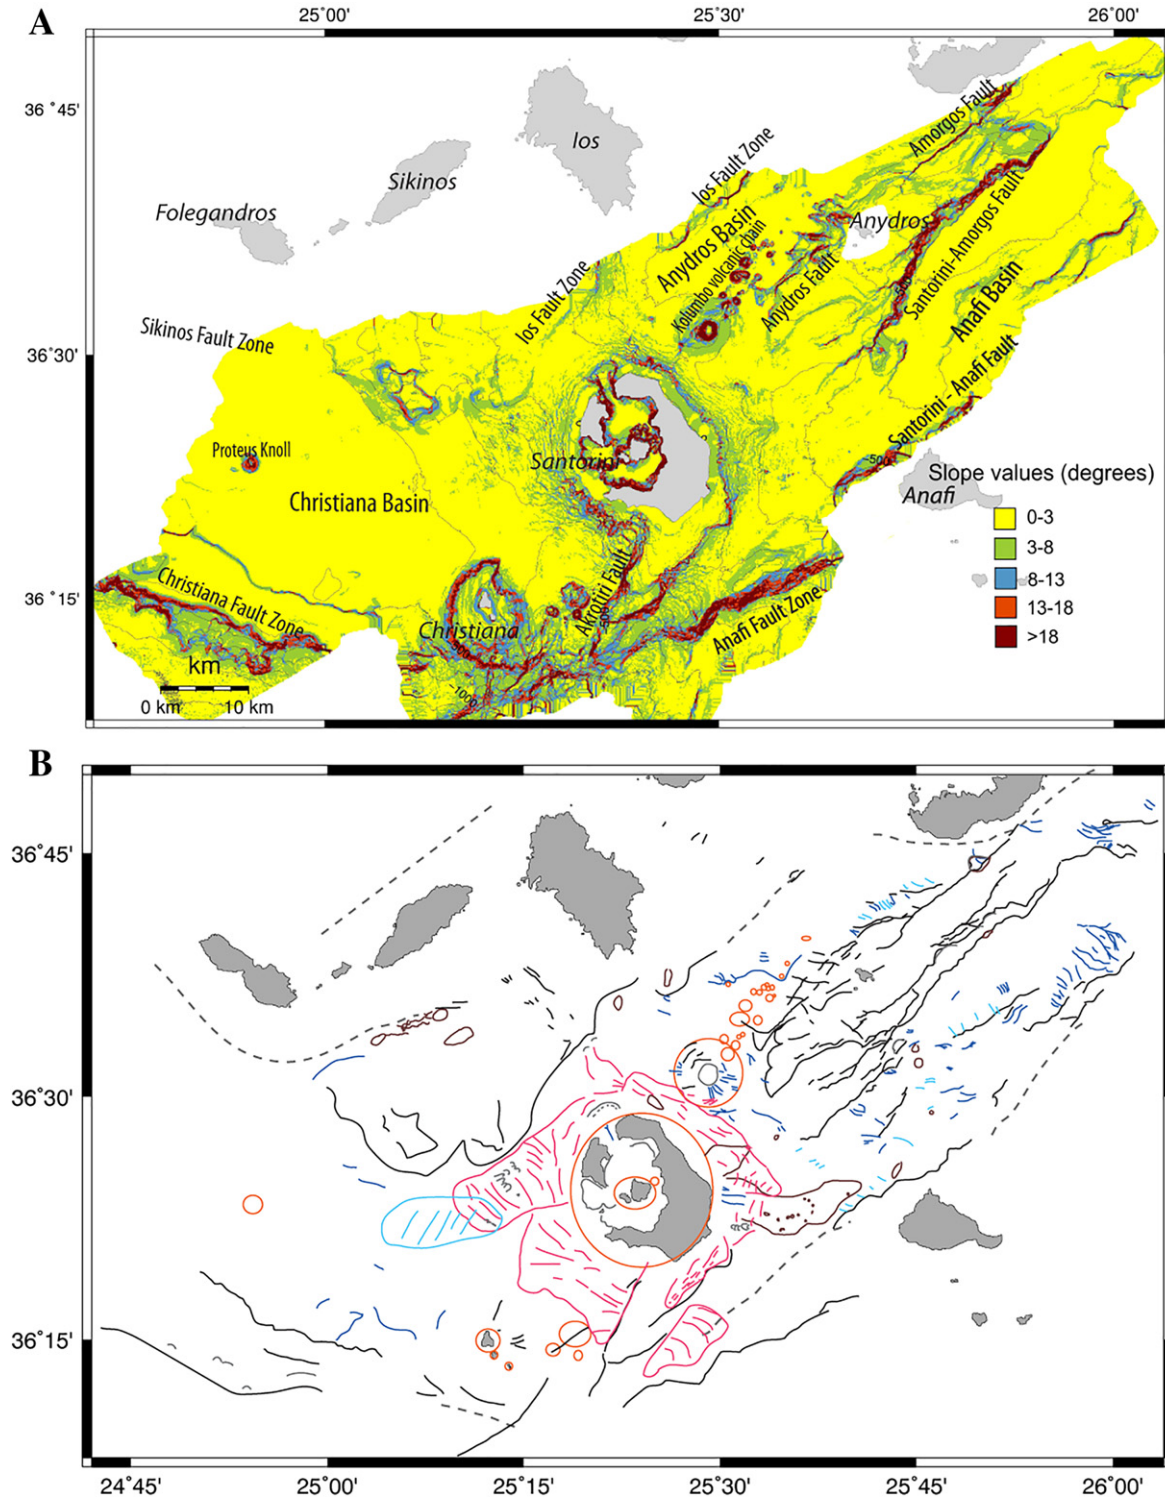 A
25°00'
25°30'
26°00'
36 °45'
36°30'
36 °15'
Ios
Sikinos
Folegandros
Amorgos Fault
Ios Fault Zone
Anydros
Anydros Basin
Kolumbo volcanic chain
Anydros Fault
Santorini-Amorgos Fault
-500
Anafi Basin
Ios Fault Zone
Sikinos Fault Zone
Santorini - Anafi Fault
Proteus Knoll
Santorini
-500
Anafi
Christiana Basin
Slope values (degrees)
0-3
3-8
8-13
13-18
>18
Christiana Fault Zone
Christiana
Akrotiri Fault
-500
Anafi Fault Zone
-1000
km
0 km
10 km
B
36°45'
36°30'
36°15'
24°45'
25°00'
25°15'
25°30'
25°45'
26°00'